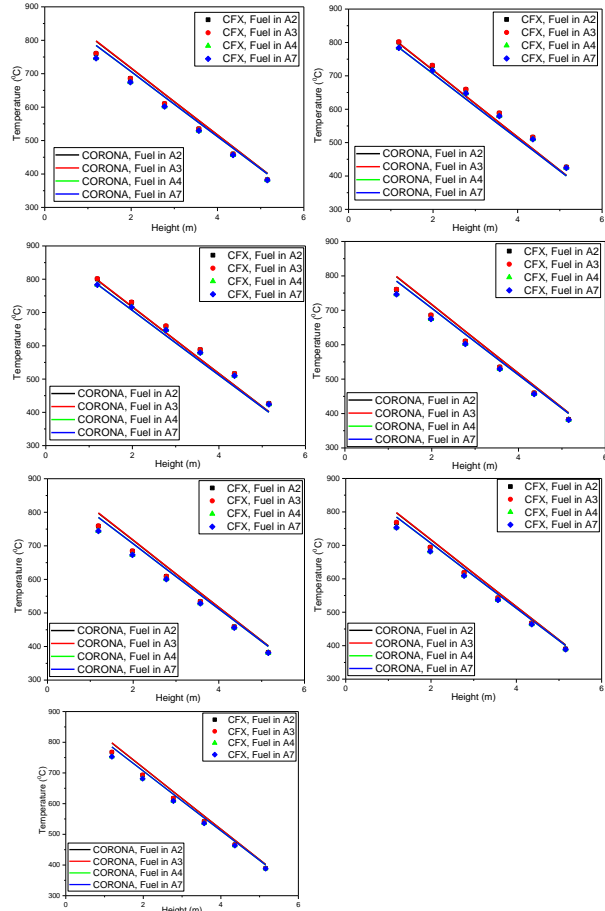 900
800
700
600
500
400
300
0
2
4
6
Temperature (⁰C)
Height (m)
CFX, Fuel in A2
CFX, Fuel in A3
CFX, Fuel in A4
CFX, Fuel in A7
CORONA, Fuel in A2
CORONA, Fuel in A3
CORONA, Fuel in A4
CORONA, Fuel in A7
900
800
700
600
500
400
300
0
2
4
6
Temperature (⁰C)
Height (m)
CFX, Fuel in A2
CFX, Fuel in A3
CFX, Fuel in A4
CFX, Fuel in A7
CORONA, Fuel in A2
CORONA, Fuel in A3
CORONA, Fuel in A4
CORONA, Fuel in A7
900
800
700
600
500
400
300
0
2
4
6
Temperature (⁰C)
Height (m)
CFX, Fuel in A2
CFX, Fuel in A3
CFX, Fuel in A4
CFX, Fuel in A7
CORONA, Fuel in A2
CORONA, Fuel in A3
CORONA, Fuel in A4
CORONA, Fuel in A7
900
800
700
600
500
400
300
0
2
4
6
Temperature (⁰C)
Height (m)
CFX, Fuel in A2
CFX, Fuel in A3
CFX, Fuel in A4
CFX, Fuel in A7
CORONA, Fuel in A2
CORONA, Fuel in A3
CORONA, Fuel in A4
CORONA, Fuel in A7
900
800
700
600
500
400
300
0
2
4
6
Temperature (⁰C)
Height (m)
CFX, Fuel in A2
CFX, Fuel in A3
CFX, Fuel in A4
CFX, Fuel in A7
CORONA, Fuel in A2
CORONA, Fuel in A3
CORONA, Fuel in A4
CORONA, Fuel in A7
900
800
700
600
500
400
300
0
2
4
6
Temperature (⁰C)
Height (m)
CFX, Fuel in A2
CFX, Fuel in A3
CFX, Fuel in A4
CFX, Fuel in A7
CORONA, Fuel in A2
CORONA, Fuel in A3
CORONA, Fuel in A4
CORONA, Fuel in A7
900
800
700
600
500
400
300
0
2
4
6
Temperature (⁰C)
Height (m)
CFX, Fuel in A2
CFX, Fuel in A3
CFX, Fuel in A4
CFX, Fuel in A7
CORONA, Fuel in A2
CORONA, Fuel in A3
CORONA, Fuel in A4
CORONA, Fuel in A7